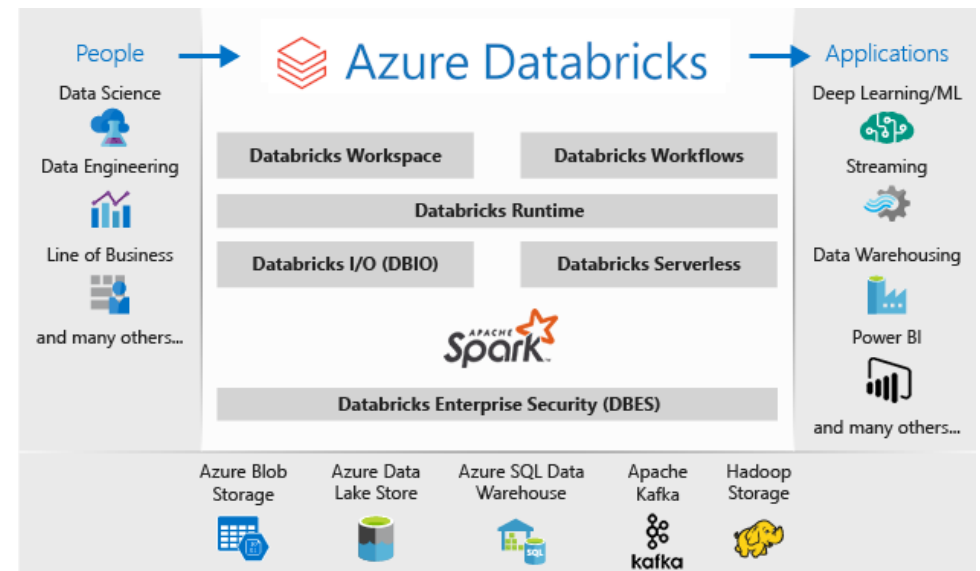 People
Azure Databricks
Applications
Data Science
Data Engineering
Line of Business
and many others...
Databricks Workspace
Databricks Workflows
Databricks Runtime
Databricks I/O (DBIO)
Databricks Serverless
APACHE
Spark™
Databricks Enterprise Security (DBES)
Deep Learning/ML
Streaming
Data Warehousing
Power BI
and many others...
Azure Blob
Storage
Azure Data
Lake Store
Azure SQL Data
Warehouse
SQL
Apache
Kafka
kafka
Hadoop
Storage